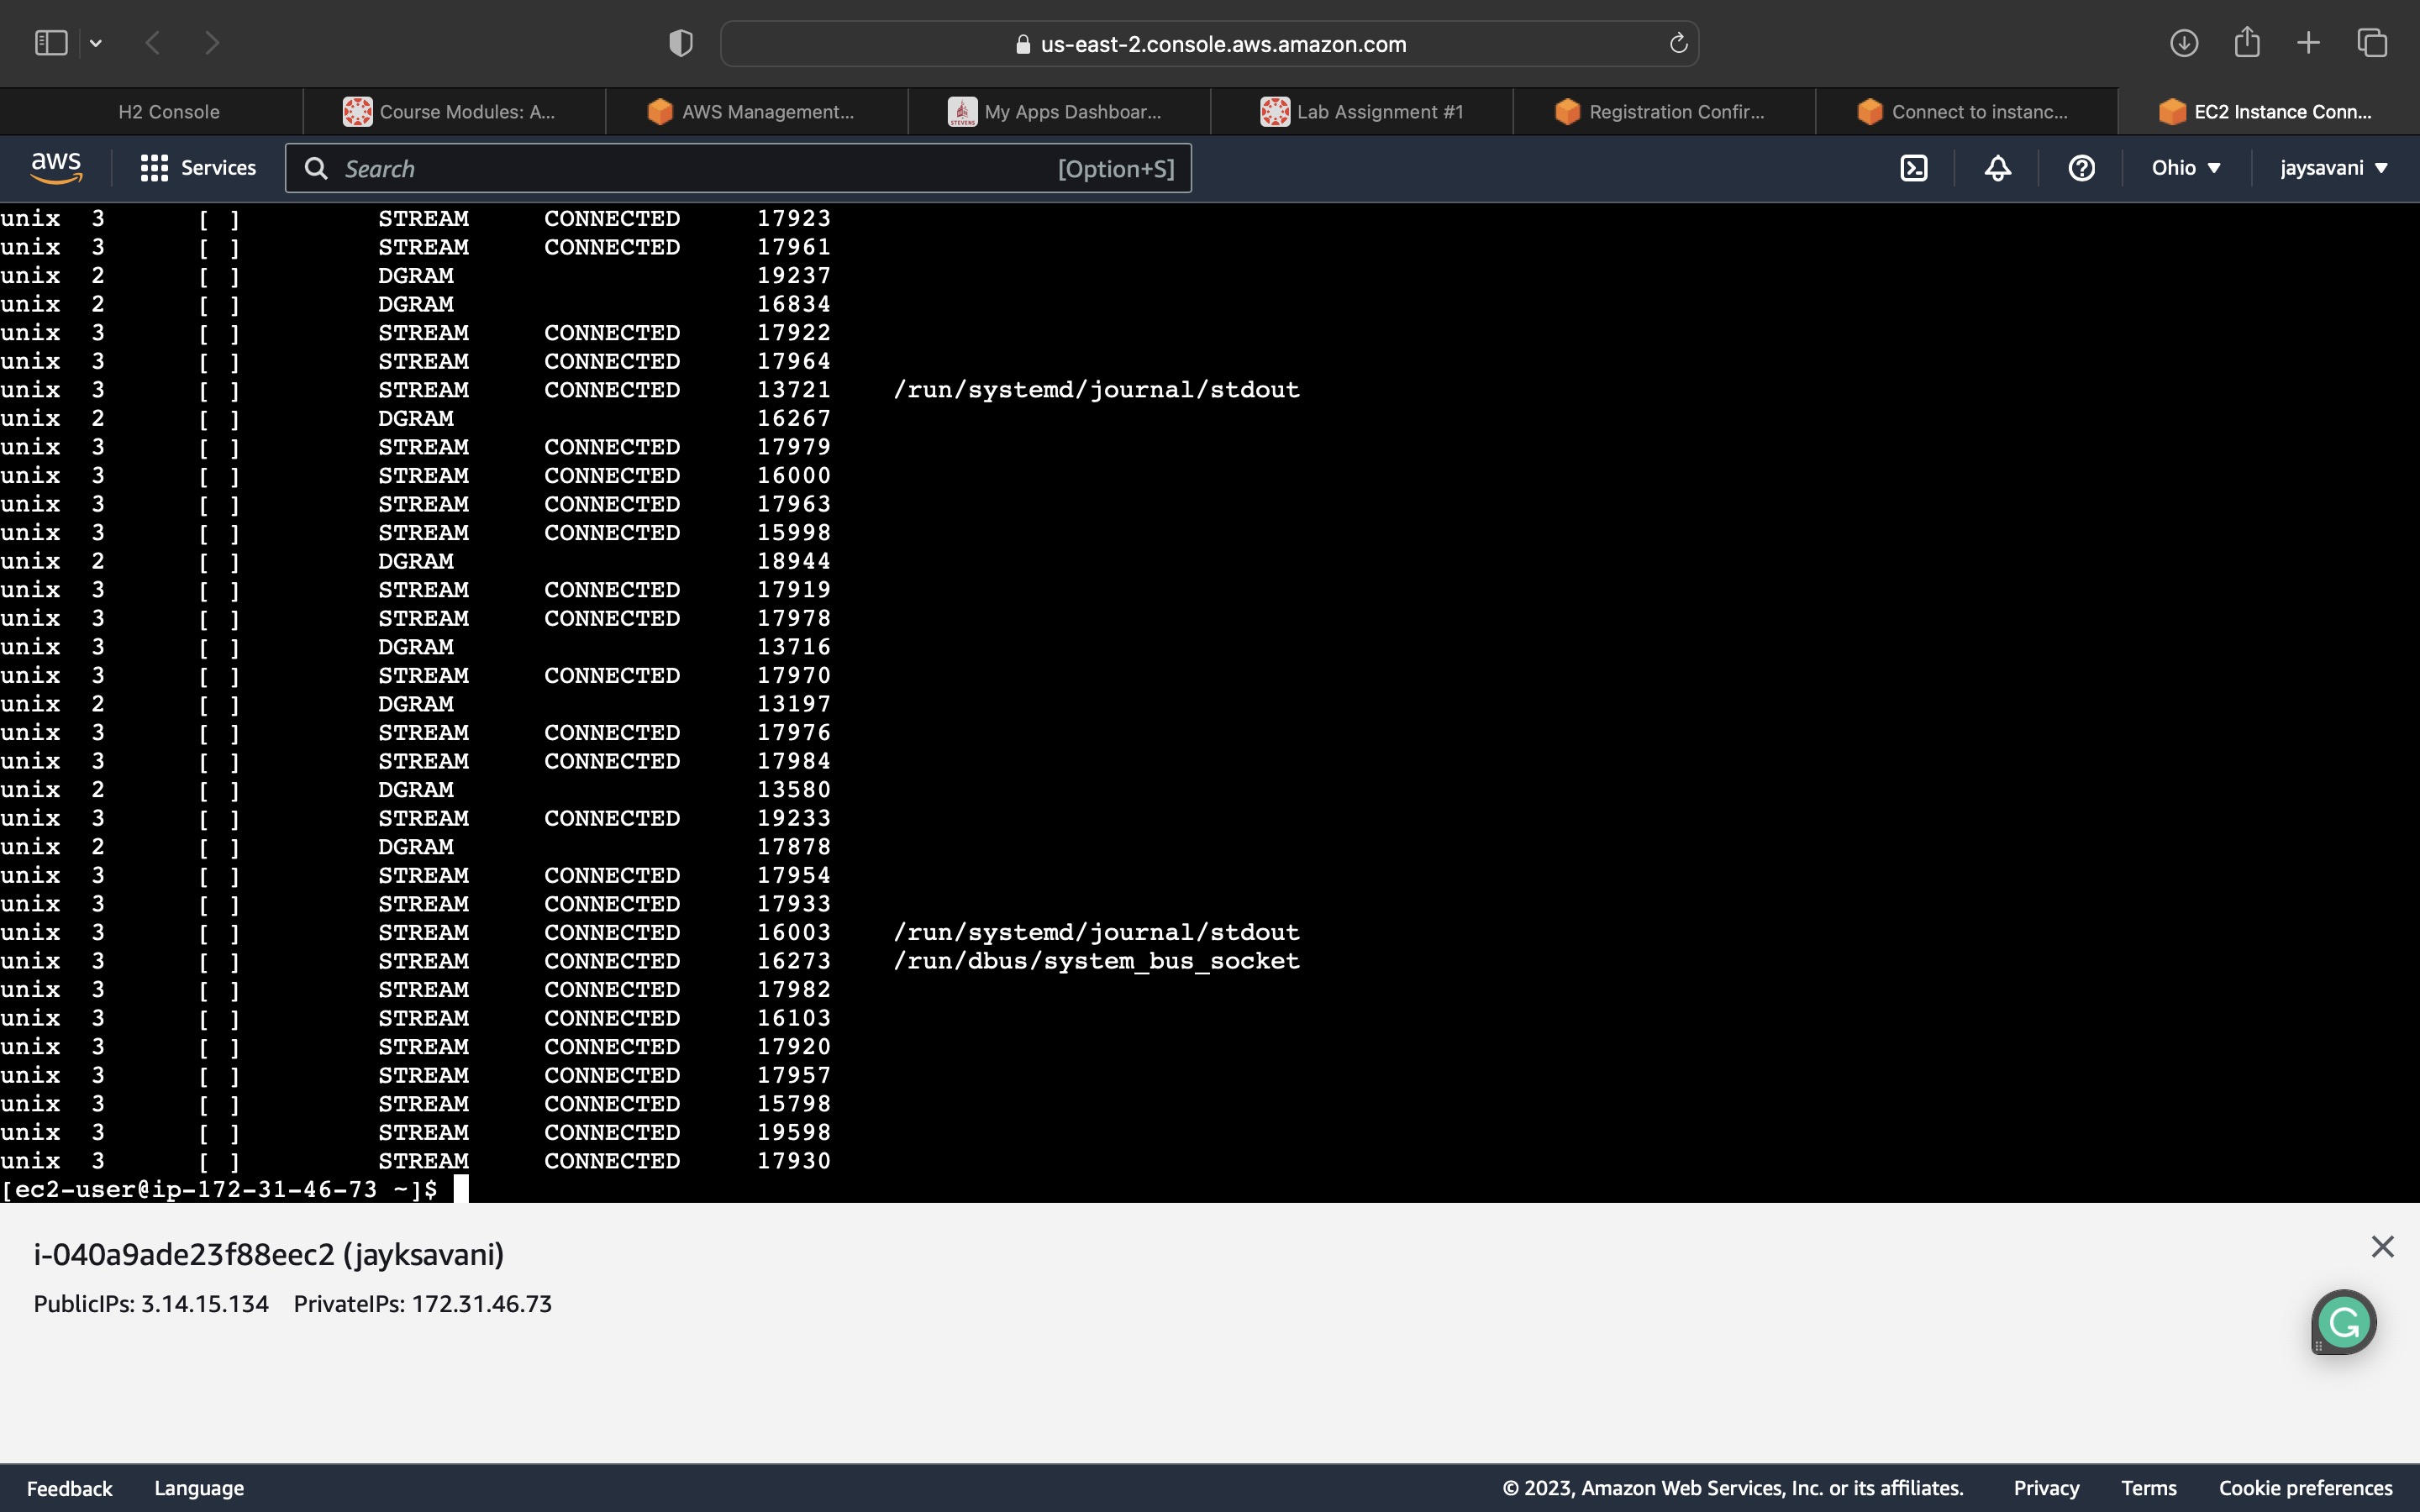 us-east-2.console.aws.amazon.com
H2 Console
Course Modules: A...
AWS Management...
STEVENS
My Apps Dashboar...
Lab Assignment #1
Registration Confir...
Connect to instanc...
EC2 Instance Conn...
aws
Services
Search
[Option+S]
Ohio
jaysavani
unix 3 [ ] STREAM CONNECTED 17923
unix 3 [ ] STREAM CONNECTED 17961
unix 2 [ ] DGRAM 19237
unix 2 [ ] DGRAM 16834
unix 3 [ ] STREAM CONNECTED 17922
unix 3 [ ] STREAM CONNECTED 17964
unix 3 [ ] STREAM CONNECTED 13721 /run/systemd/journal/stdout
unix 2 [ ] DGRAM 16267
unix 3 [ ] STREAM CONNECTED 17979
unix 3 [ ] STREAM CONNECTED 16000
unix 3 [ ] STREAM CONNECTED 17963
unix 3 [ ] STREAM CONNECTED 15998
unix 2 [ ] DGRAM 18944
unix 3 [ ] STREAM CONNECTED 17919
unix 3 [ ] STREAM CONNECTED 17978
unix 3 [ ] DGRAM 13716
unix 3 [ ] STREAM CONNECTED 17970
unix 2 [ ] DGRAM 13197
unix 3 [ ] STREAM CONNECTED 17976
unix 3 [ ] STREAM CONNECTED 17984
unix 2 [ ] DGRAM 13580
unix 3 [ ] STREAM CONNECTED 19233
unix 2 [ ] DGRAM 17878
unix 3 [ ] STREAM CONNECTED 17954
unix 3 [ ] STREAM CONNECTED 17933
unix 3 [ ] STREAM CONNECTED 16003 /run/systemd/journal/stdout
unix 3 [ ] STREAM CONNECTED 16273 /run/dbus/system_bus_socket
unix 3 [ ] STREAM CONNECTED 17982
unix 3 [ ] STREAM CONNECTED 16103
unix 3 [ ] STREAM CONNECTED 17920
unix 3 [ ] STREAM CONNECTED 17957
unix 3 [ ] STREAM CONNECTED 15798
unix 3 [ ] STREAM CONNECTED 19598
unix 3 [ ] STREAM CONNECTED 17930
[ec2-user@ip-172-31-46-73 ~]$
i-040a9ade23f88eec2 (jayksavani)
PublicIPs: 3.14.15.134 PrivateIPs: 172.31.46.73
Feedback Language © 2023, Amazon Web Services, Inc. or its affiliates. Privacy Terms Cookie preferences